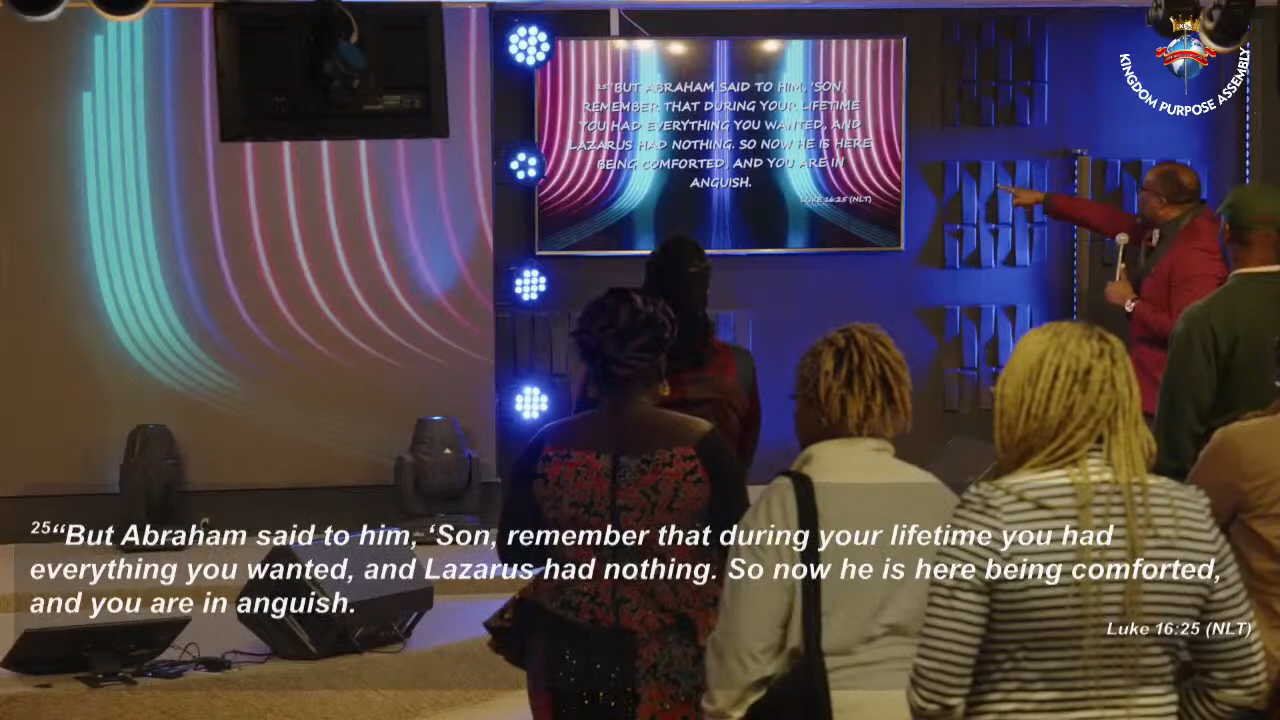 KINGDOM PURPOSE ASSEMBLY
²⁵"BUT ABRAHAM SAID TO HIM, 'SON,
REMEMBER THAT DURING YOUR LIFETIME
YOU HAD EVERYTHING YOU WANTED, AND
LAZARUS HAD NOTHING. SO NOW HE IS HERE
BEING COMFORTED, AND YOU ARE IN
ANGUISH.
LUKE 16:25 (NLT)
²⁵“But Abraham said to him, ‘Son, remember that during your lifetime you had
everything you wanted, and Lazarus had nothing. So now he is here being comforted,
and you are in anguish.
Luke 16:25 (NLT)